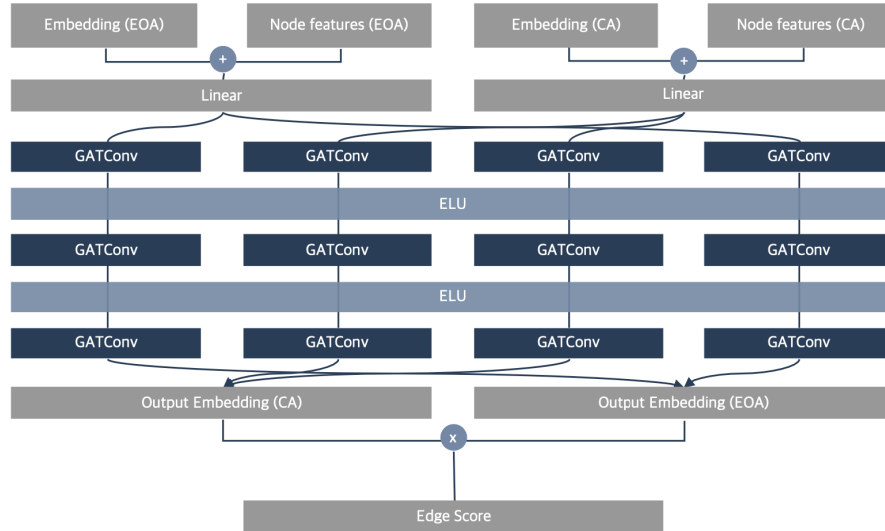 Embedding (EOA)
Node features (EOA)
Embedding (CA)
Node features (CA)
+
+
Linear
Linear
GATConv
GATConv
GATConv
GATConv
ELU
GATConv
GATConv
GATConv
GATConv
ELU
GATConv
GATConv
GATConv
GATConv
Output Embedding (CA)
Output Embedding (EOA)
x
Edge Score